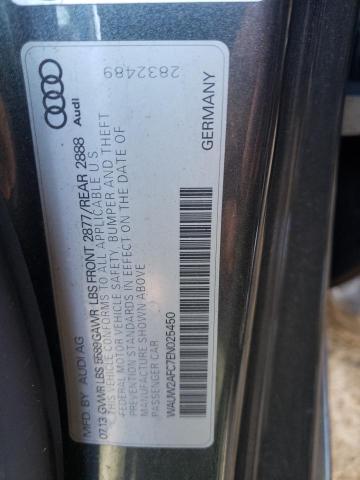 MFD BY AUDI AG
07.13 GVWR LBS 5689 GAWR LBS FRONT 2877/REAR 2888
THIS VEHICLE CONFORMS TO ALL APPLICABLE U S
FEDERAL MOTOR VEHICLE SAFETY, BUMPER AND THEFT
PREVENTION STANDARDS IN EFFECT ON THE DATE OF
MANUFACTURE SHOWN ABOVE
PASSENGER CAR
WAUW2AFC7EN025450
Audi
2832489
GERMANY